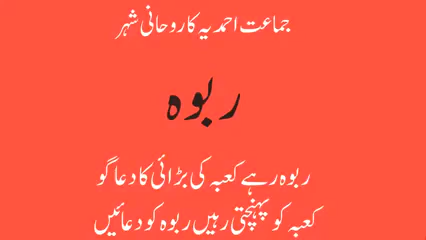 جماعت احمدیہ کا روحانی شہر
ربوہ
ربوہ رہے کعبہ کی بڑائی کا دعا گو
کعبہ کو پہنچتی رہیں ربوہ کو دعائیں